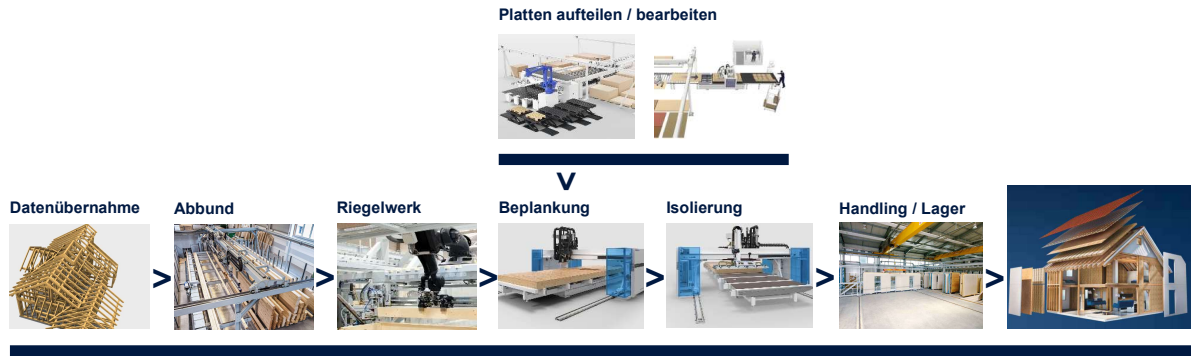 Platten aufteilen / bearbeiten
Datenübernahme
Abbund
Riegelwerk
Beplankung
Isolierung
Handling / Lager